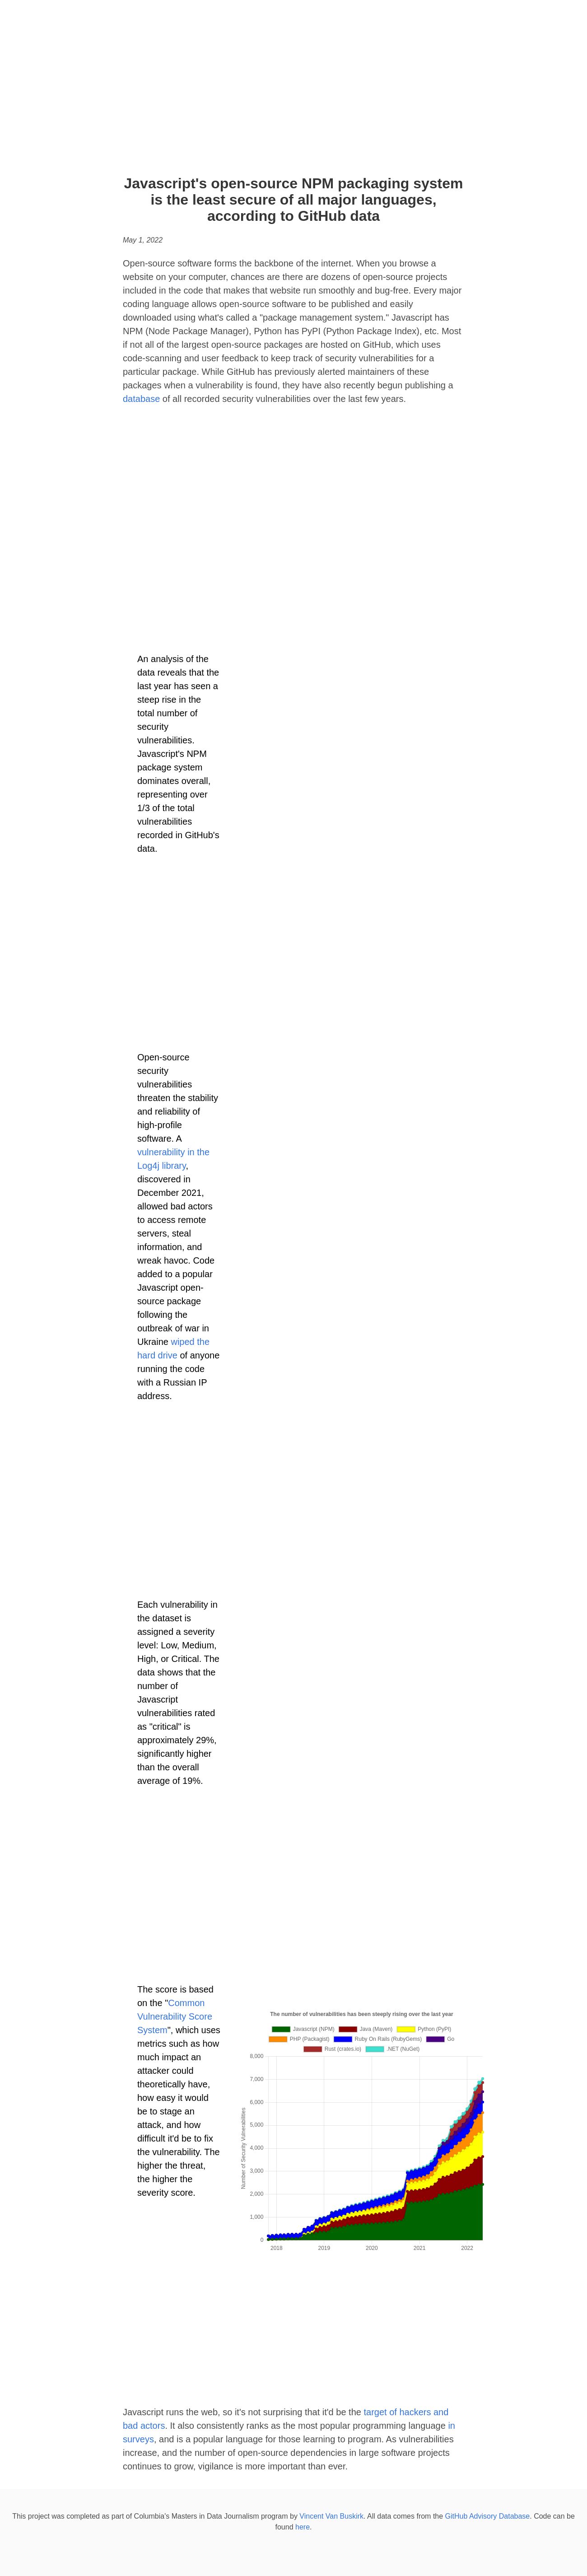 Javascript's open-source NPM packaging system
is the least secure of all major languages,
according to GitHub data
May 1, 2022
Open-source software forms the backbone of the internet. When you browse a
website on your computer, chances are there are dozens of open-source projects
included in the code that makes that website run smoothly and bug-free. Every major
coding language allows open-source software to be published and easily
downloaded using what's called a "package management system." Javascript has
NPM (Node Package Manager), Python has PyPI (Python Package Index), etc. Most
if not all of the largest open-source packages are hosted on GitHub, which uses
code-scanning and user feedback to keep track of security vulnerabilities for a
particular package. While GitHub has previously alerted maintainers of these
packages when a vulnerability is found, they have also recently begun publishing a
database of all recorded security vulnerabilities over the last few years.
An analysis of the
data reveals that the
last year has seen a
steep rise in the
total number of
security
vulnerabilities.
Javascript's NPM
package system
dominates overall,
representing over
1/3 of the total
vulnerabilities
recorded in GitHub's
data.
Open-source
security
vulnerabilities
threaten the stability
and reliability of
high-profile
software. A
vulnerability in the
Log4j library,
discovered in
December 2021,
allowed bad actors
to access remote
servers, steal
information, and
wreak havoc. Code
added to a popular
Javascript open-
source package
following the
outbreak of war in
Ukraine wiped the
hard drive of anyone
running the code
with a Russian IP
address.
Each vulnerability in
the dataset is
assigned a severity
level: Low, Medium,
High, or Critical. The
data shows that the
number of
Javascript
vulnerabilities rated
as "critical" is
approximately 29%,
significantly higher
than the overall
average of 19%.
The score is based
on the "Common
Vulnerability Score
System", which uses
metrics such as how
much impact an
attacker could
theoretically have,
how easy it would
be to stage an
attack, and how
difficult it'd be to fix
the vulnerability. The
higher the threat,
the higher the
severity score.
The number of vulnerabilities has been steeply rising over the last year
Javascript (NPM) Java (Maven) Python (PyPI)
PHP (Packagist) Ruby On Rails (RubyGems) Go
Rust (crates.io) .NET (NuGet)
Number of Security Vulnerabilities
8,000
7,000
6,000
5,000
4,000
3,000
2,000
1,000
0
2018 2019 2020 2021 2022
Javascript runs the web, so it's not surprising that it'd be the target of hackers and
bad actors. It also consistently ranks as the most popular programming language in
surveys, and is a popular language for those learning to program. As vulnerabilities
increase, and the number of open-source dependencies in large software projects
continues to grow, vigilance is more important than ever.
This project was completed as part of Columbia's Masters in Data Journalism program by Vincent Van Buskirk. All data comes from the GitHub Advisory Database. Code can be
found here.